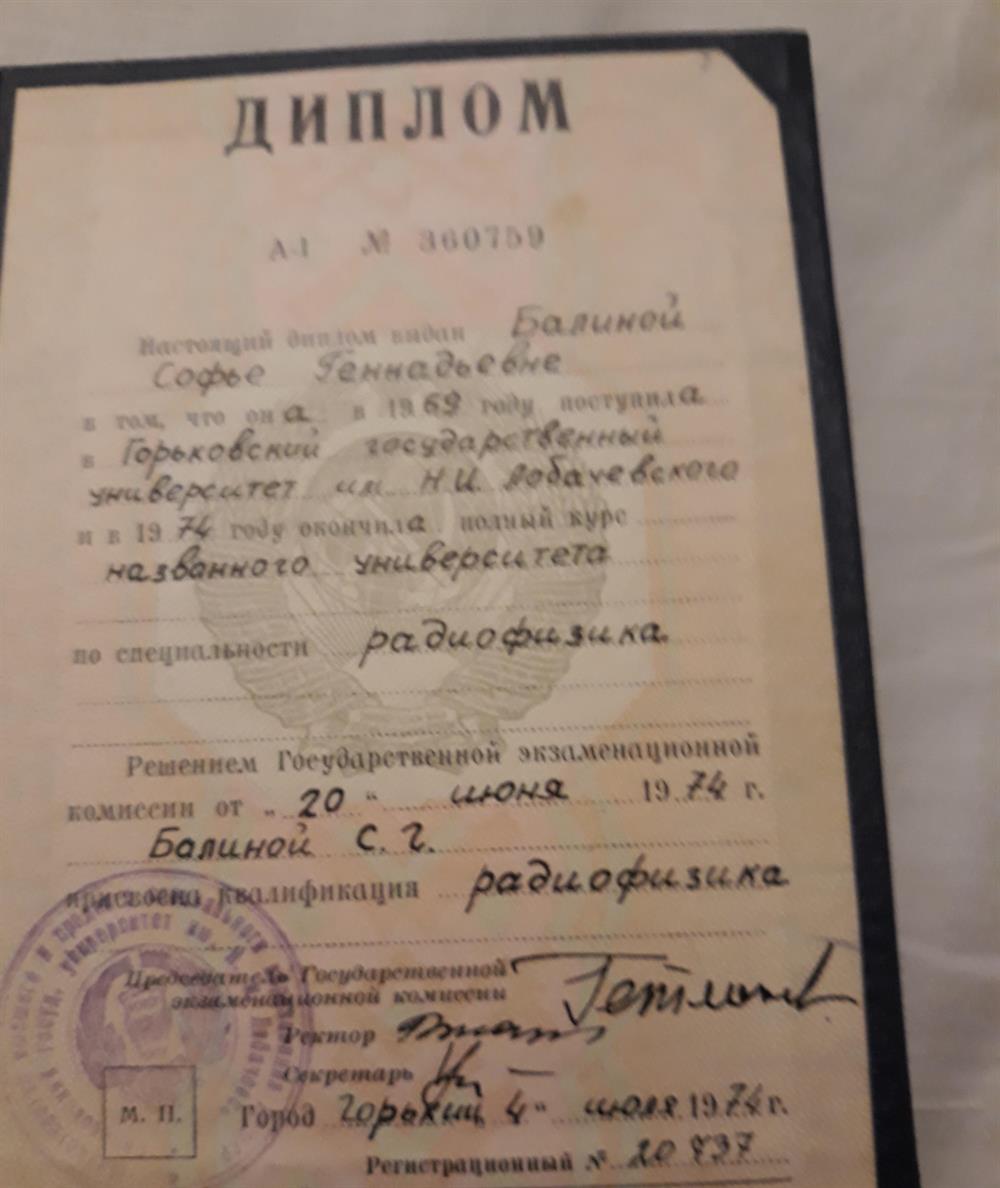 ДИПЛОМ
А-I № 360759
Настоящий диплом выдан Балиной
Софье Геннадьевне
в том, что она в 1969 году поступила
в Горьковский государственный
университет им. Н.И. Лобачевского
и в 1974 году окончила полный курс
названного университета
по специальности радиофизика.
Решением Государственной экзаменационной
комиссии от „20“ июня 1974 г.
Балиной С. Г.
присвоена квалификация радиофизика
Председатель Государственной
экзаменационной комиссии
Ректор
Секретарь
М. П. Город Горький, 4“ июля 1974 г.
Регистрационный № 20737